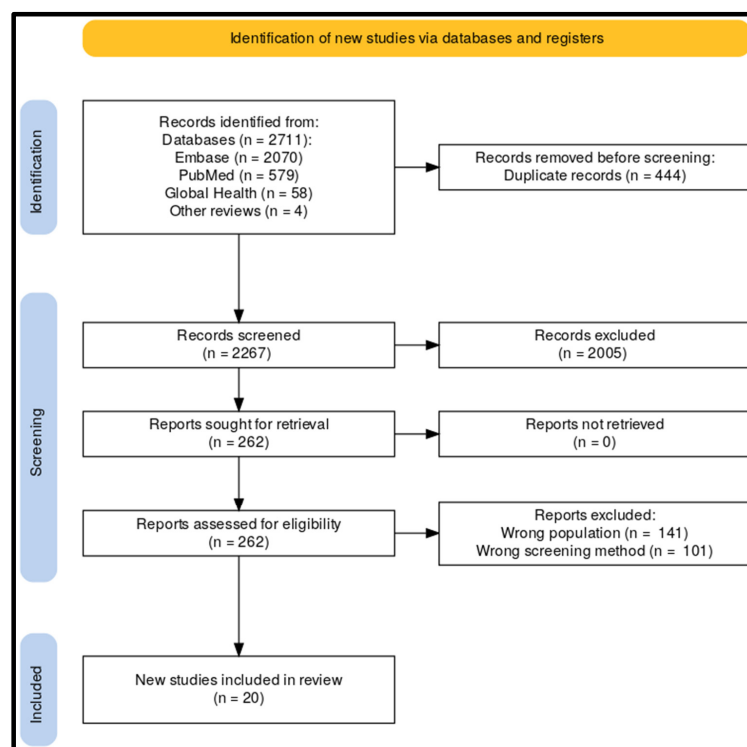 Identification of new studies via databases and registers
Identification
Records identified from:
Databases (n = 2711):
Embase (n = 2070)
PubMed (n = 579)
Global Health (n = 58)
Other reviews (n = 4)
Records removed before screening:
Duplicate records (n = 444)
Screening
Records screened
(n = 2267)
Records excluded
(n = 2005)
Reports sought for retrieval
(n = 262)
Reports not retrieved
(n = 0)
Reports assessed for eligibility
(n = 262)
Reports excluded:
Wrong population (n = 141)
Wrong screening method (n = 101)
Included
New studies included in review
(n = 20)